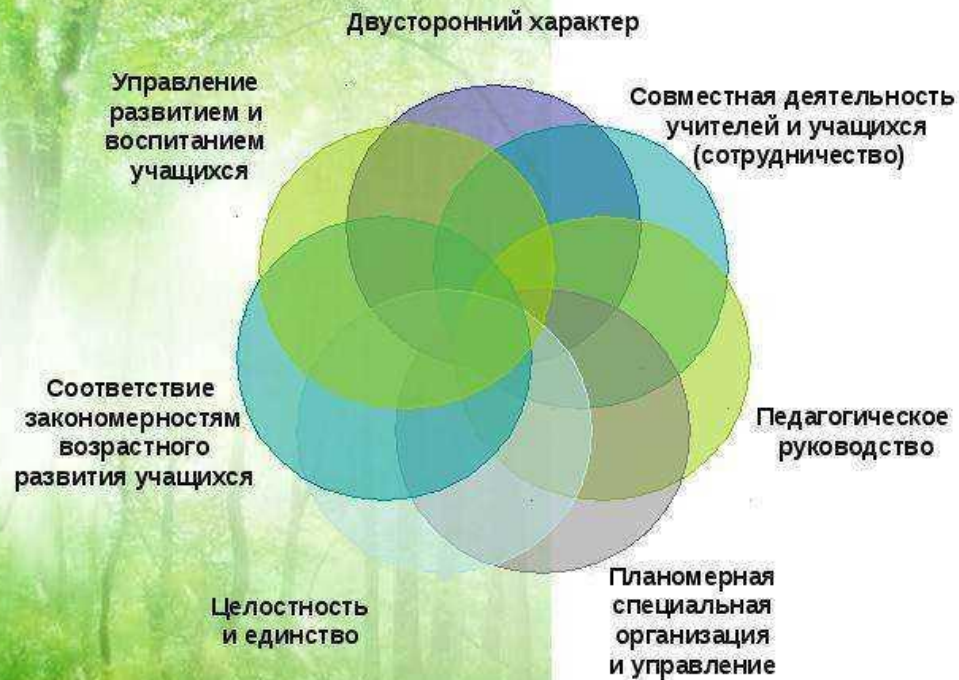 Двусторонний характер
Совместная деятельность
учителей и учащихся
(сотрудничество)
Педагогическое
руководство
Планомерная
специальная
организация
и управление
Целостность
и единство
Соответствие
закономерностям
возрастного
развития учащихся
Управление
развитием и
воспитанием
учащихся